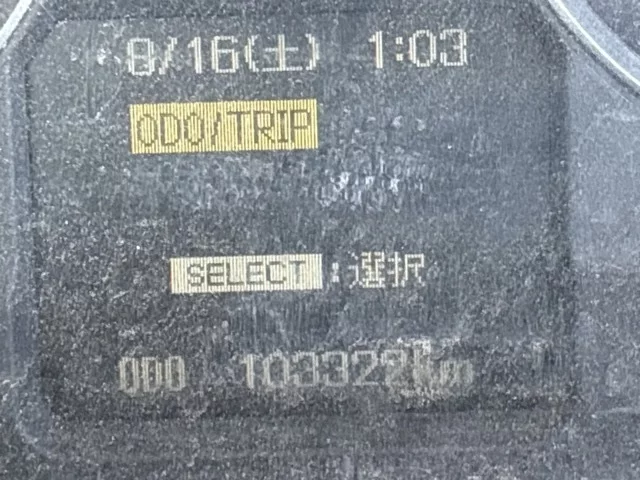 8/16(土) 1:03
ODO/TRIP
SELECT:選択
ODO 103322km